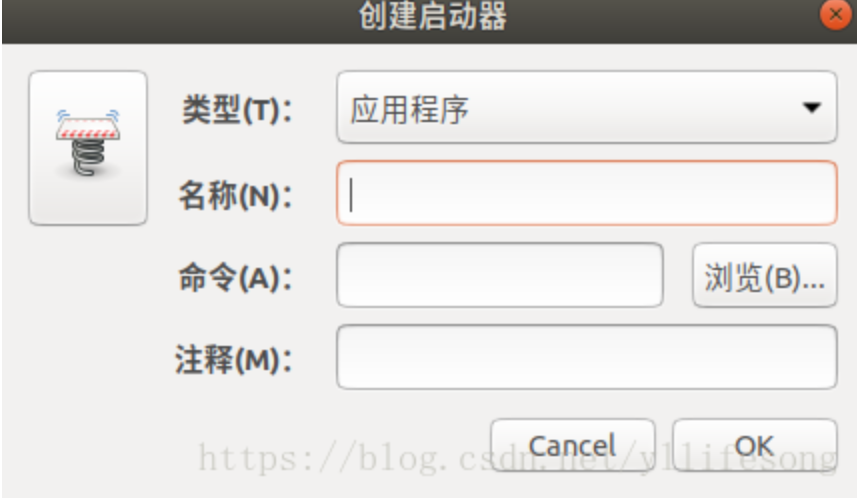 创建启动器
类型(T)： 应用程序
名称(N)：
命令(A)： 浏览(B)...
注释(M)：
Cancel OK
https://blog.csdn.net/yllifesong